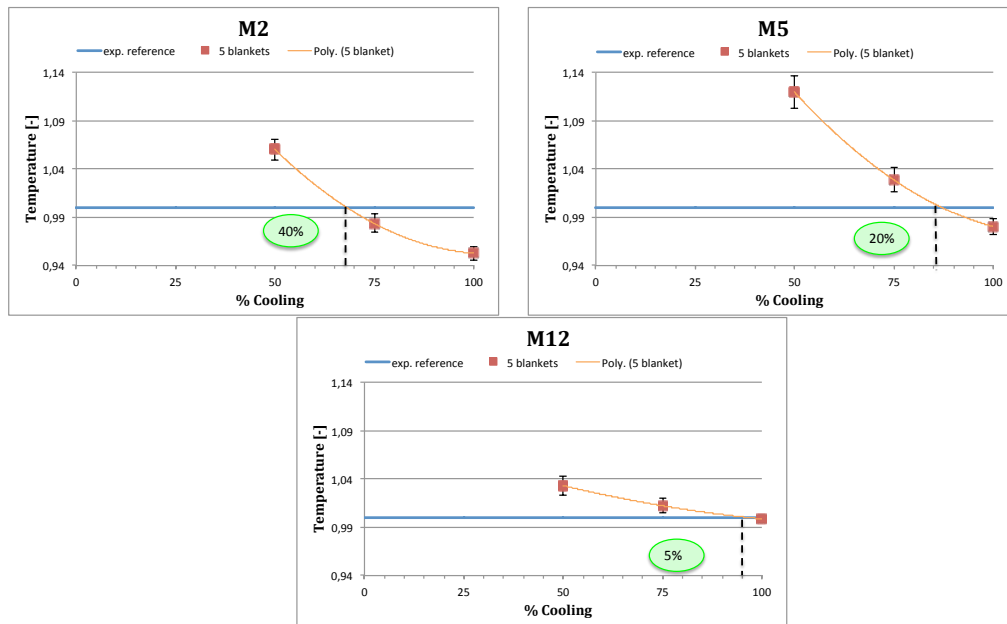 M2
exp. reference 5 blankets Poly. (5 blanket)
1,14
1,09
1,04
0,99
0,94
Temperature [-]
40%
0 25 50 75 100
% Cooling
M5
exp. reference 5 blankets Poly. (5 blanket)
1,14
1,09
1,04
0,99
0,94
Temperature [-]
20%
0 25 50 75 100
% Cooling
M12
exp. reference 5 blankets Poly. (5 blanket)
1,14
1,09
1,04
0,99
0,94
Temperature [-]
5%
0 25 50 75 100
% Cooling